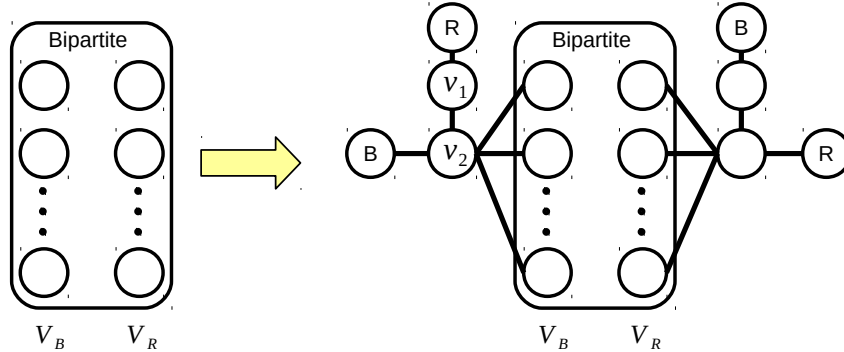 Bipartite
V_B V_R
R
B
Bipartite
v_1
B
v_2
R
V_B V_R